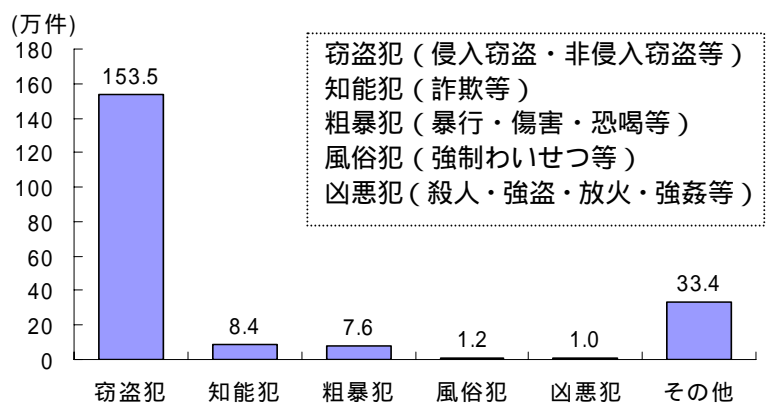 (万件)
180
160
140
120
100
80
60
40
20
0
153.5
8.4
7.6
1.2
1.0
33.4
窃盗犯
知能犯
粗暴犯
風俗犯
凶悪犯
その他
窃盗犯（侵入窃盗・非侵入窃盗等）
知能犯（詐欺等）
粗暴犯（暴行・傷害・恐喝等）
風俗犯（強制わいせつ等）
凶悪犯（殺人・強盗・放火・強姦等）